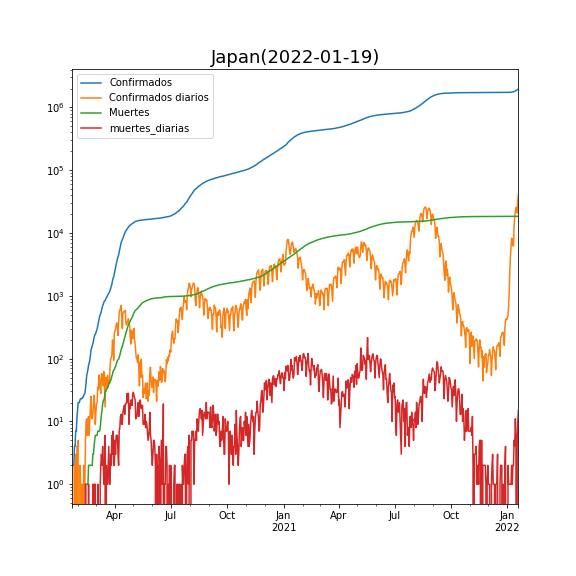 Japan(2022-01-19)
Confirmados
Confirmados diarios
Muertes
muertes_diarias
10^6
10^5
10^4
10^3
10^2
10^1
10^0
Apr Jul Oct Jan Apr Jul Oct Jan
2021 2022